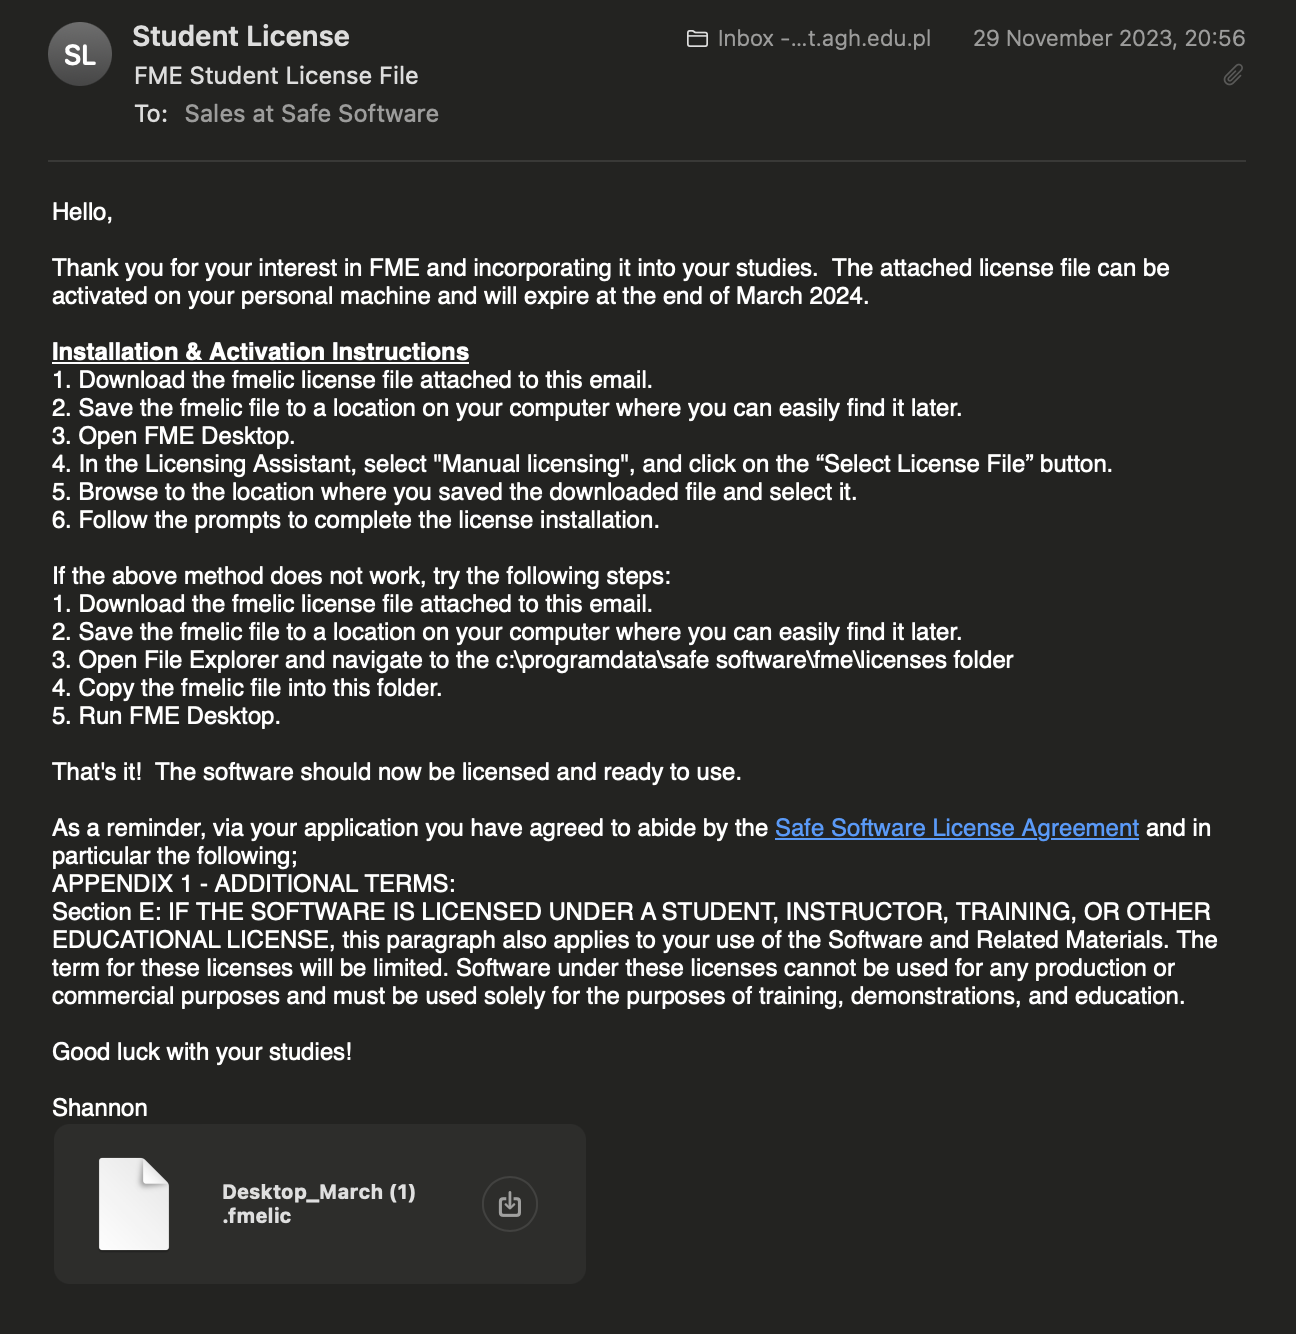 SL
Student License
Inbox -...t.agh.edu.pl
29 November 2023, 20:56
FME Student License File
To: Sales at Safe Software
Hello,
Thank you for your interest in FME and incorporating it into your studies.  The attached license file can be
activated on your personal machine and will expire at the end of March 2024.
Installation & Activation Instructions
1. Download the fmelic license file attached to this email.
2. Save the fmelic file to a location on your computer where you can easily find it later.
3. Open FME Desktop.
4. In the Licensing Assistant, select "Manual licensing", and click on the “Select License File” button.
5. Browse to the location where you saved the downloaded file and select it.
6. Follow the prompts to complete the license installation.
If the above method does not work, try the following steps:
1. Download the fmelic license file attached to this email.
2. Save the fmelic file to a location on your computer where you can easily find it later.
3. Open File Explorer and navigate to the c:\programdata\safe software\fme\licenses folder
4. Copy the fmelic file into this folder.
5. Run FME Desktop.
That's it!  The software should now be licensed and ready to use.
As a reminder, via your application you have agreed to abide by the Safe Software License Agreement and in
particular the following;
APPENDIX 1 - ADDITIONAL TERMS:
Section E: IF THE SOFTWARE IS LICENSED UNDER A STUDENT, INSTRUCTOR, TRAINING, OR OTHER
EDUCATIONAL LICENSE, this paragraph also applies to your use of the Software and Related Materials. The
term for these licenses will be limited. Software under these licenses cannot be used for any production or
commercial purposes and must be used solely for the purposes of training, demonstrations, and education.
Good luck with your studies!
Shannon
Desktop_March (1)
.fmelic